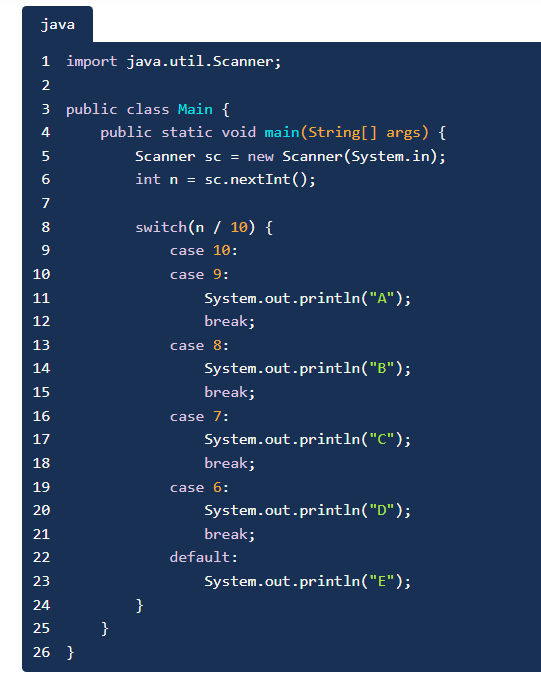 java
1 import java.util.Scanner;
2
3 public class Main {
4     public static void main(String[] args) {
5         Scanner sc = new Scanner(System.in);
6         int n = sc.nextInt();
7
8         switch(n / 10) {
9             case 10:
10             case 9:
11                 System.out.println("A");
12                 break;
13             case 8:
14                 System.out.println("B");
15                 break;
16             case 7:
17                 System.out.println("C");
18                 break;
19             case 6:
20                 System.out.println("D");
21                 break;
22             default:
23                 System.out.println("E");
24         }
25     }
26 }